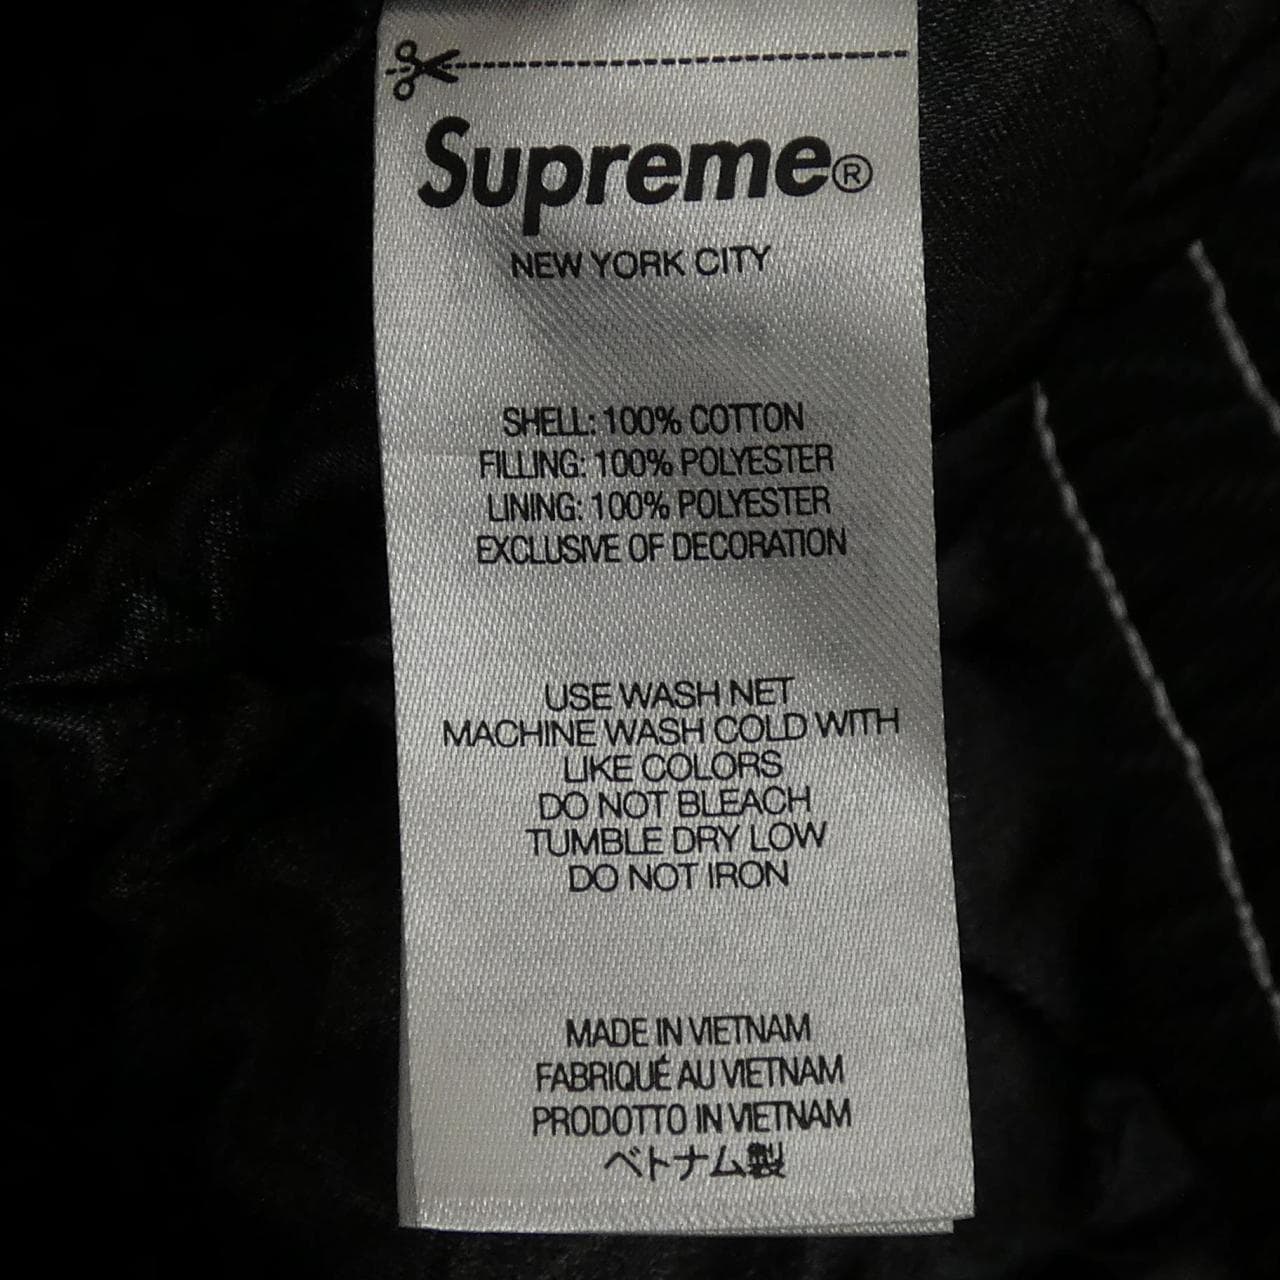 Supreme®
NEW YORK CITY
SHELL: 100% COTTON
FILLING: 100% POLYESTER
LINING: 100% POLYESTER
EXCLUSIVE OF DECORATION
USE WASH NET
MACHINE WASH COLD WITH
LIKE COLORS
DO NOT BLEACH
TUMBLE DRY LOW
DO NOT IRON
MADE IN VIETNAM
FABRIQUÉ AU VIETNAM
PRODOTTO IN VIETNAM
ベトナム製